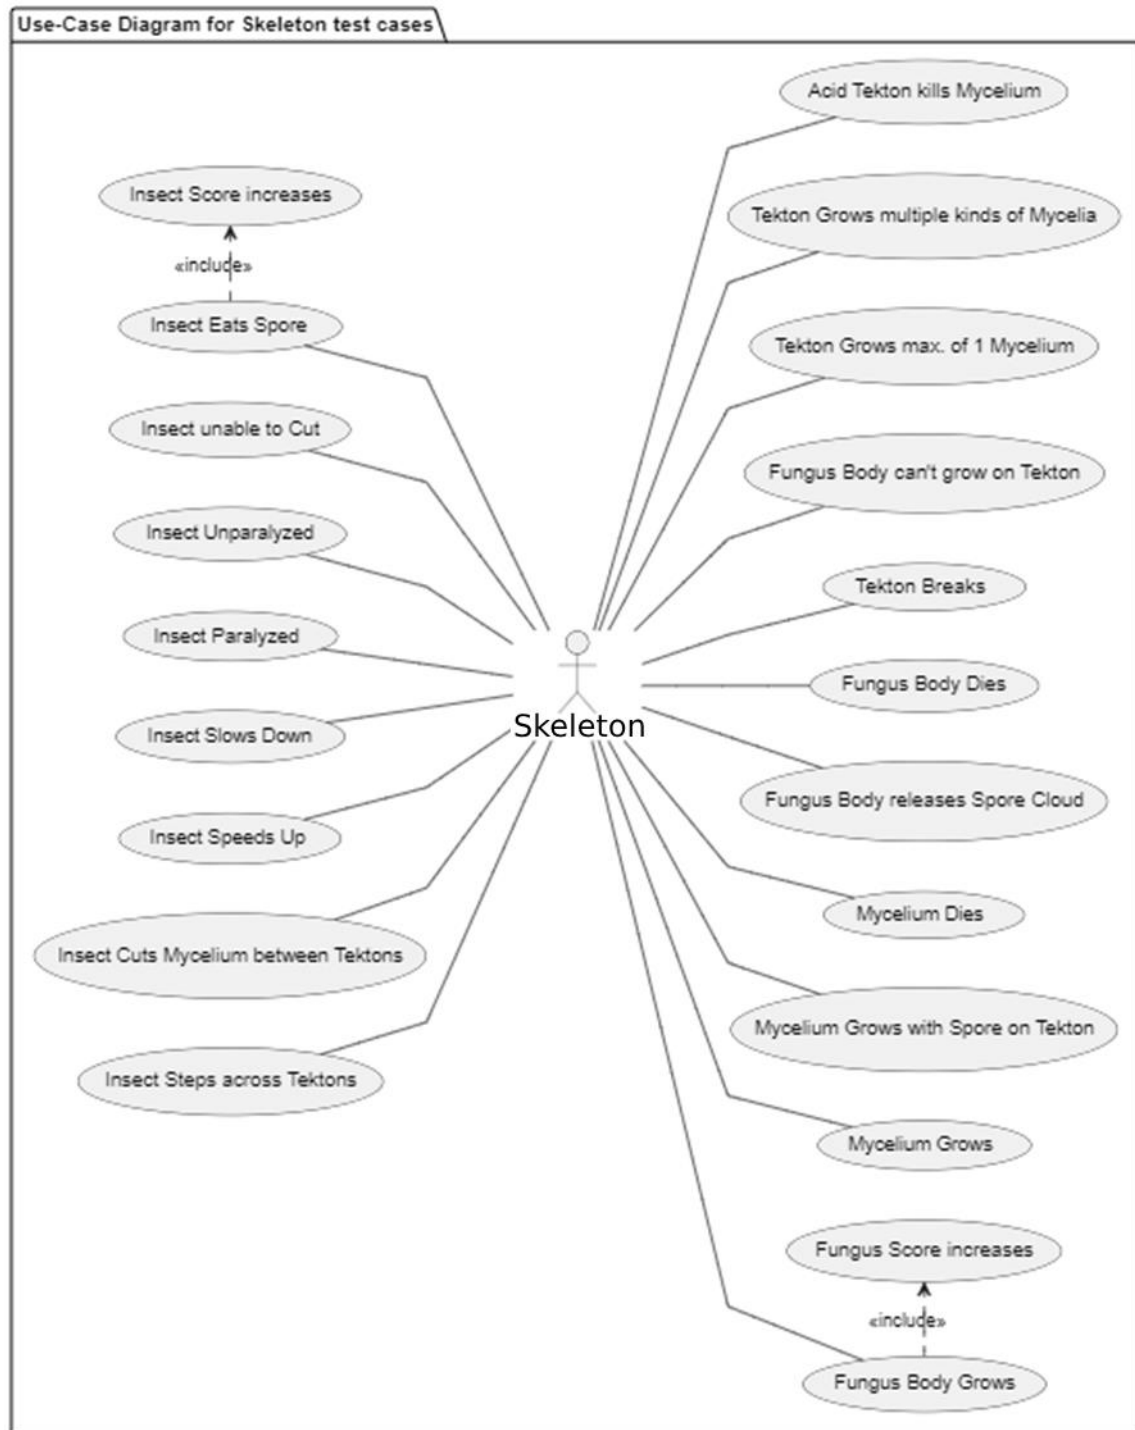 Use-Case Diagram for Skeleton test cases
Insect Score increases
«include»
Insect Eats Spore
Insect unable to Cut
Insect Unparalyzed
Insect Paralyzed
Insect Slows Down
Insect Speeds Up
Insect Cuts Mycelium between Tektons
Insect Steps across Tektons
Skeleton
Acid Tekton kills Mycelium
Tekton Grows multiple kinds of Mycelia
Tekton Grows max. of 1 Mycelium
Fungus Body can't grow on Tekton
Tekton Breaks
Fungus Body Dies
Fungus Body releases Spore Cloud
Mycelium Dies
Mycelium Grows with Spore on Tekton
Mycelium Grows
Fungus Score increases
«include»
Fungus Body Grows